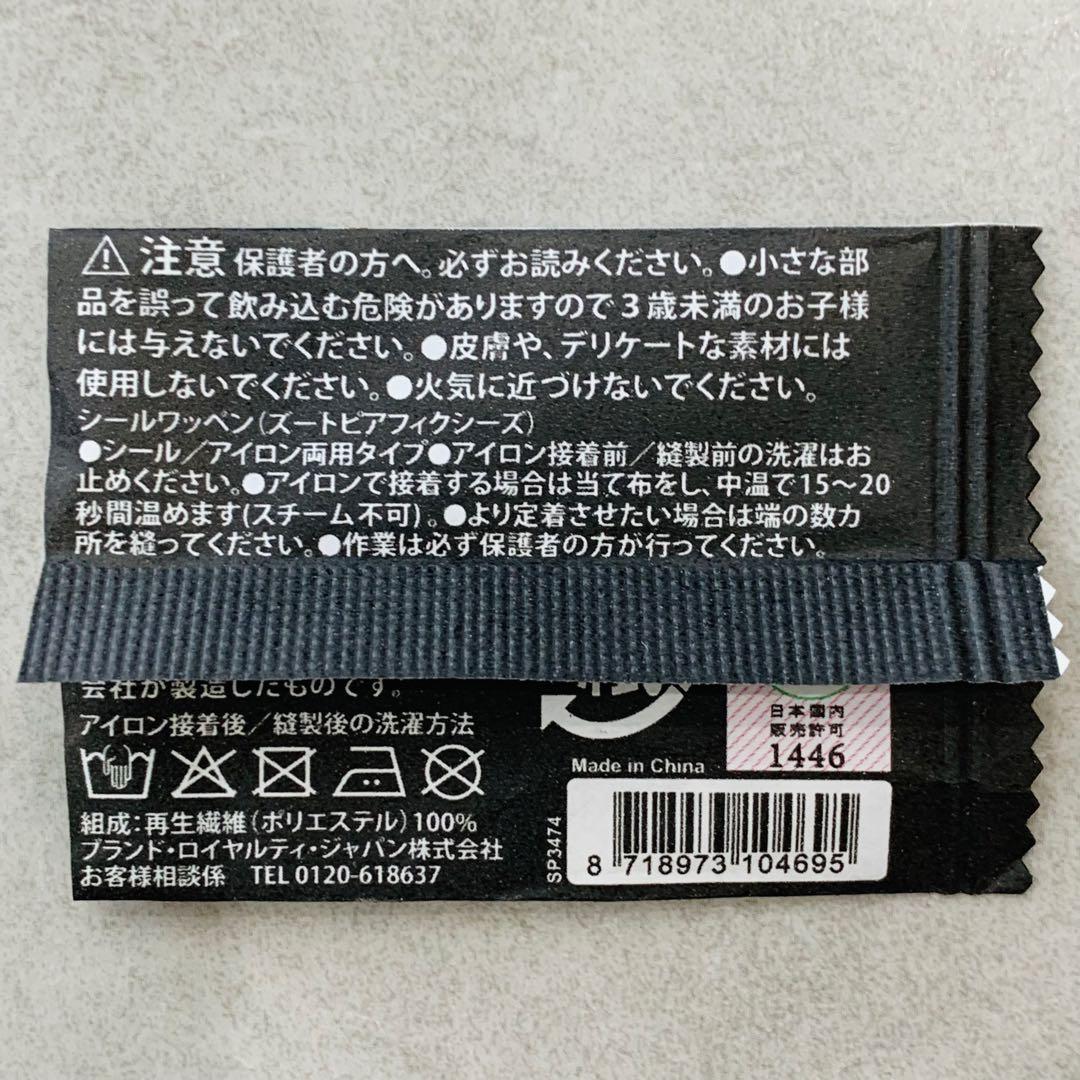 注意 保護者の方へ。必ずお読みください。●小さな部
品を誤って飲み込む危険がありますので3歳未満のお子様
には与えないでください。●皮膚や、デリケートな素材には
使用しないでください。●火気に近づけないでください。
シールワッペン(ズートピアフィクシーズ)
●シール/アイロン両用タイプ●アイロン接着前/縫製前の洗濯はお
止めください。●アイロンで接着する場合は当て布をし、中温で15〜20
秒間温めます(スチーム不可)。●より定着させたい場合は端の数カ
所を縫ってください。●作業は必ず保護者の方が行ってください。
会社が製造したものです。
アイロン接着後/縫製後の洗濯方法
組成:再生繊維(ポリエステル)100%
ブランド・ロイヤルティ・ジャパン株式会社
お客様相談係 TEL 0120-618637
Made in China
日本国内
販売許可
1446
SP3474
8 718973 104695